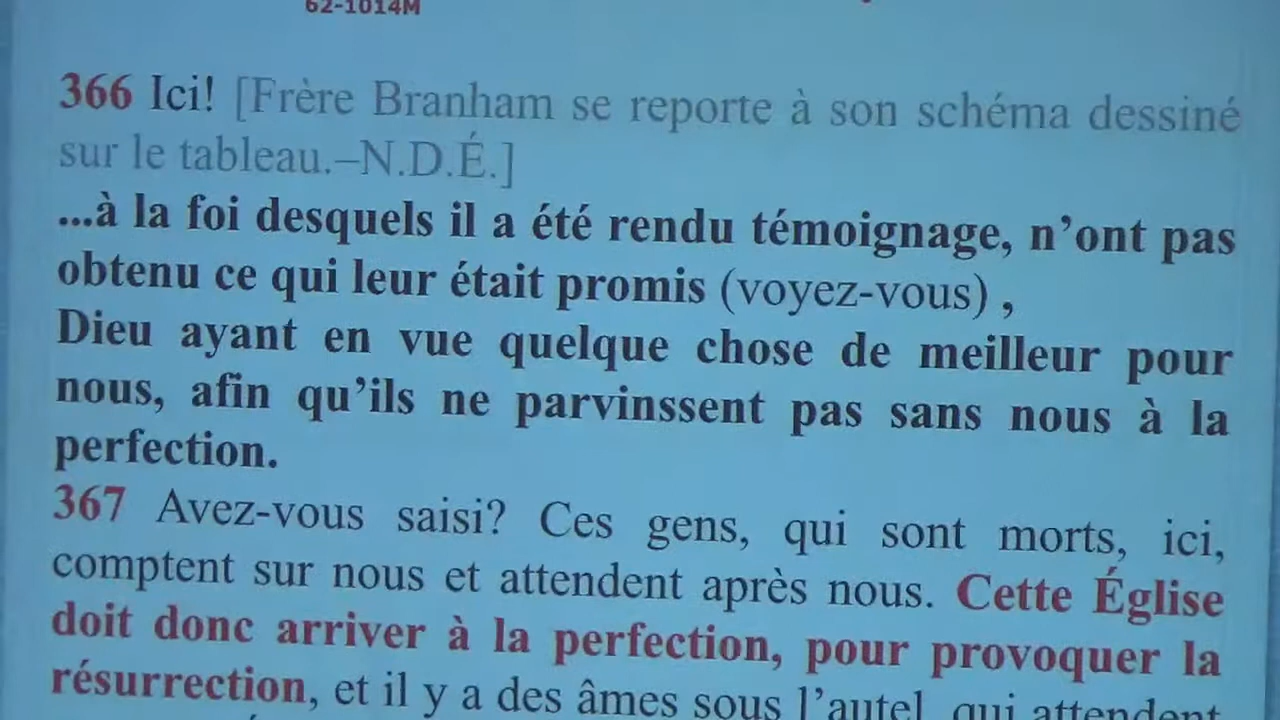 62-1014M
366 Ici! [Frère Branham se reporte à son schéma dessiné
sur le tableau.–N.D.É.]
...à la foi desquels il a été rendu témoignage, n’ont pas
obtenu ce qui leur était promis (voyez-vous) ,
Dieu ayant en vue quelque chose de meilleur pour
nous, afin qu’ils ne parvinssent pas sans nous à la
perfection.
367 Avez-vous saisi? Ces gens, qui sont morts, ici,
comptent sur nous et attendent après nous. Cette Église
doit donc arriver à la perfection, pour provoquer la
résurrection, et il y a des âmes sous l’autel, qui attendent